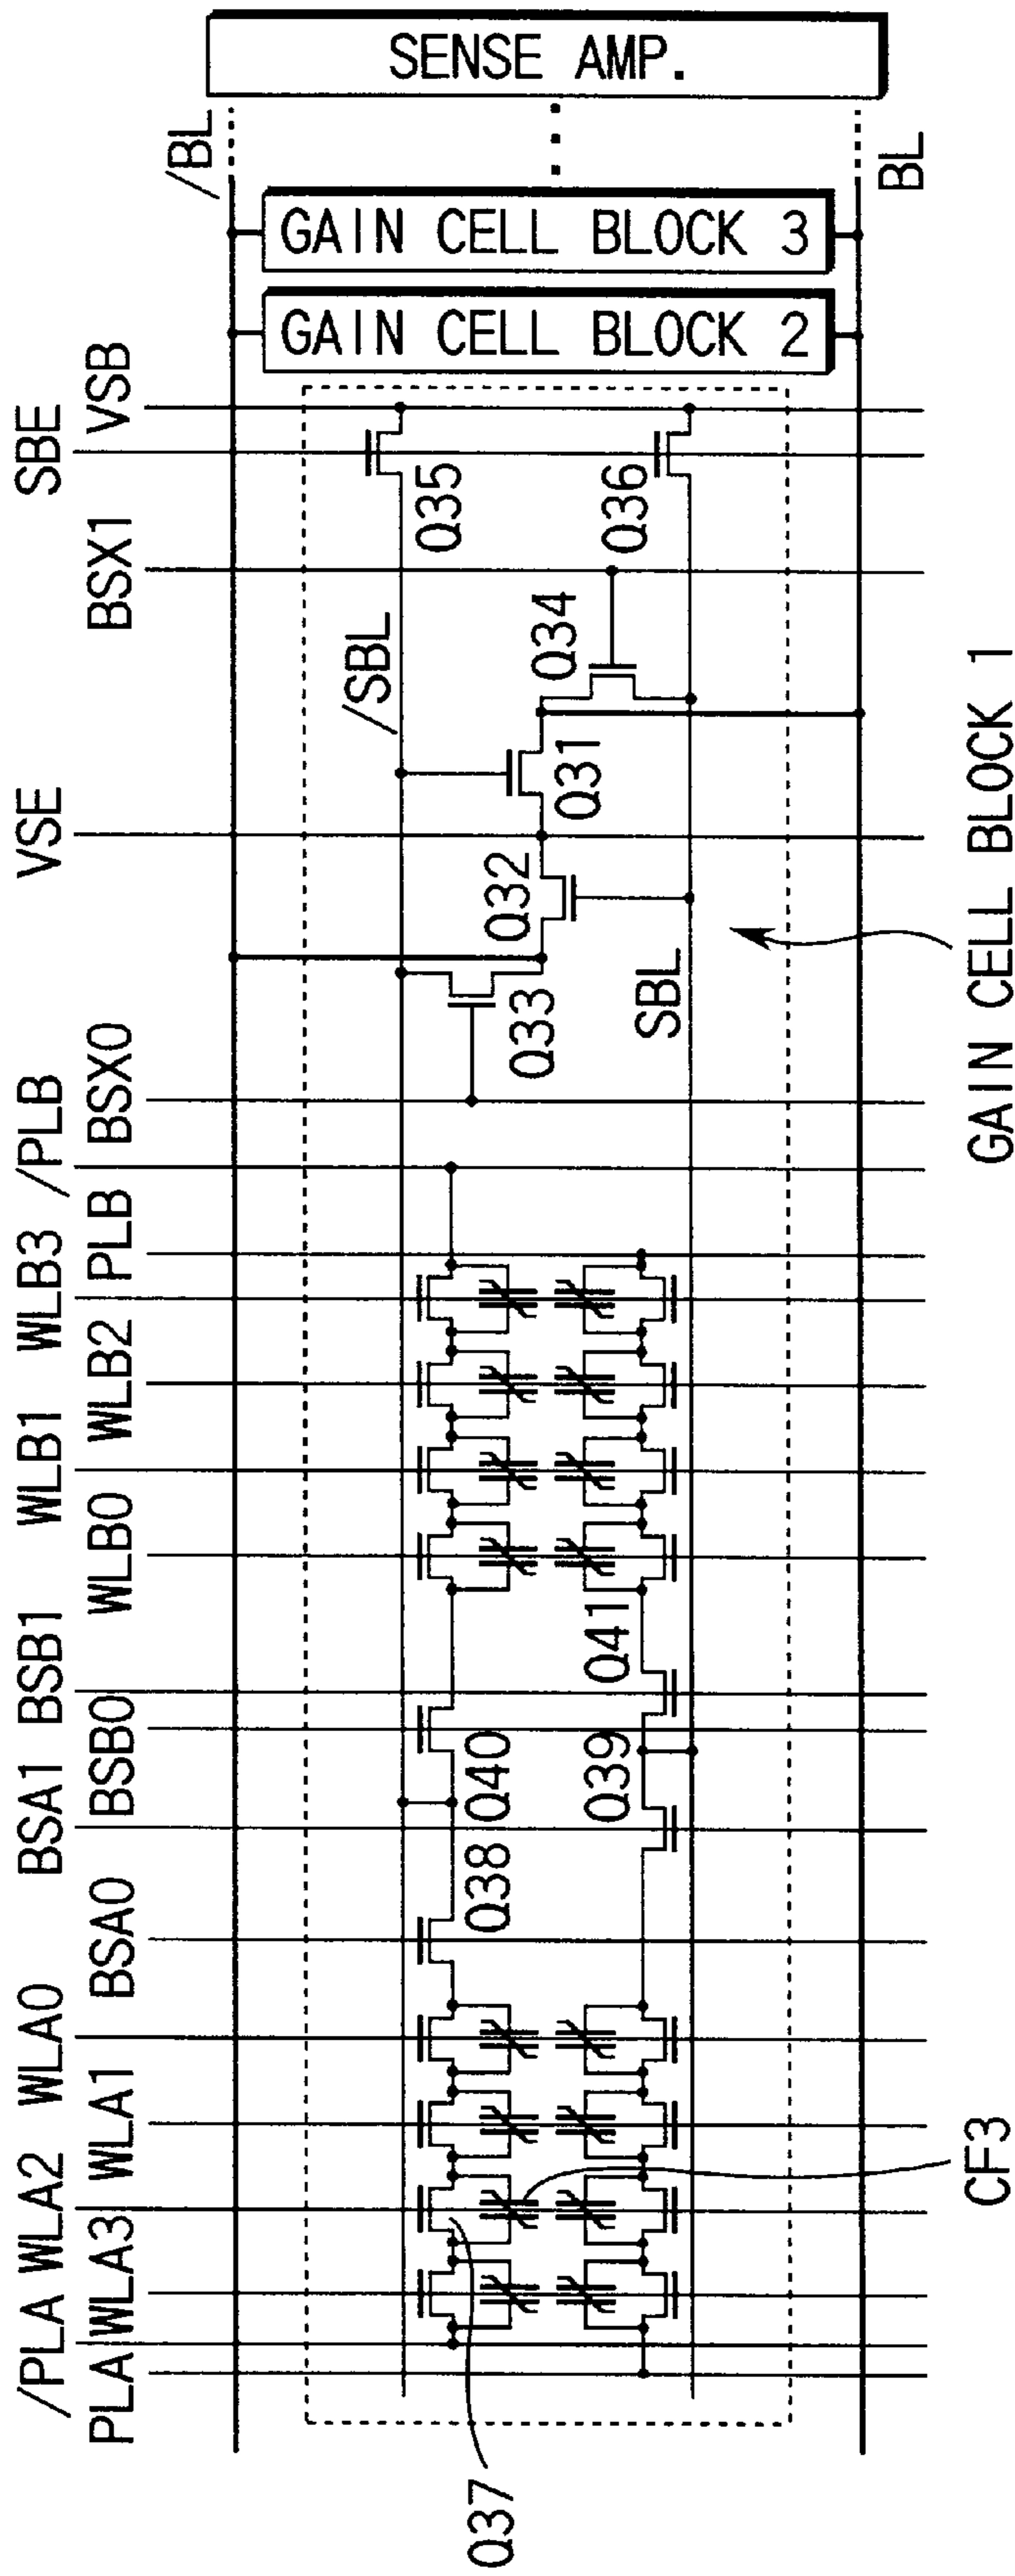 /PLA
PLA
WLA2
WLA3
WLA0
WLA1
BSA0
BSA1
BSB0
BSB1
WLB0
WLB1
WLB2
WLB3
PLB
/PLB
BSX0
VSE
BSX1
SBE
VSB
/BL
SENSE AMP.
GAIN CELL BLOCK 3
GAIN CELL BLOCK 2
BL
/SBL
Q35
Q36
Q34
Q31
Q32
Q33
SBL
Q38
Q40
Q39
Q41
Q37
CF3
GAIN CELL BLOCK 1